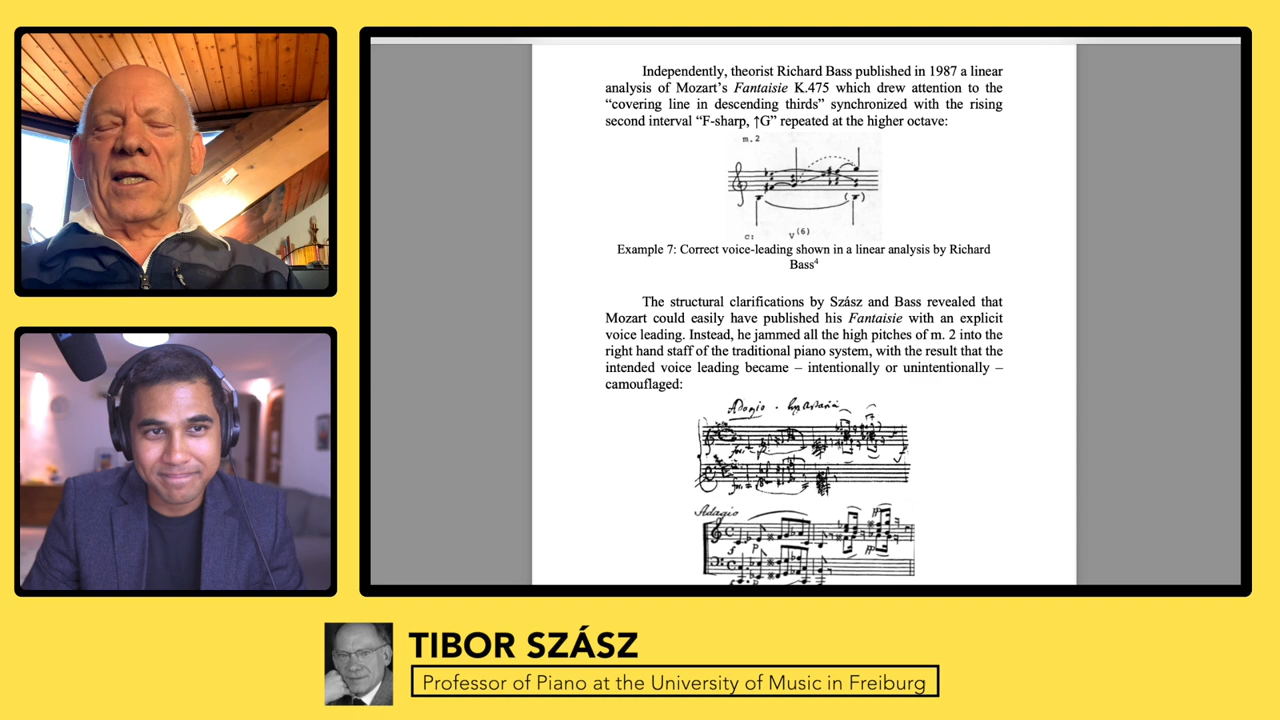 Independently, theorist Richard Bass published in 1987 a linear
analysis of Mozart’s Fantaisie K.475 which drew attention to the
“covering line in descending thirds” synchronized with the rising
second interval “F-sharp, ↑G” repeated at the higher octave:
m.2
c: V(6)
Example 7: Correct voice-leading shown in a linear analysis by Richard
Bass4
The structural clarifications by Szász and Bass revealed that
Mozart could easily have published his Fantaisie with an explicit
voice leading. Instead, he jammed all the high pitches of m. 2 into the
right hand staff of the traditional piano system, with the result that the
intended voice leading became – intentionally or unintentionally –
camouflaged:
Adagio
Adagio
f p pp
pp
TIBOR SZÁSZ
Professor of Piano at the University of Music in Freiburg